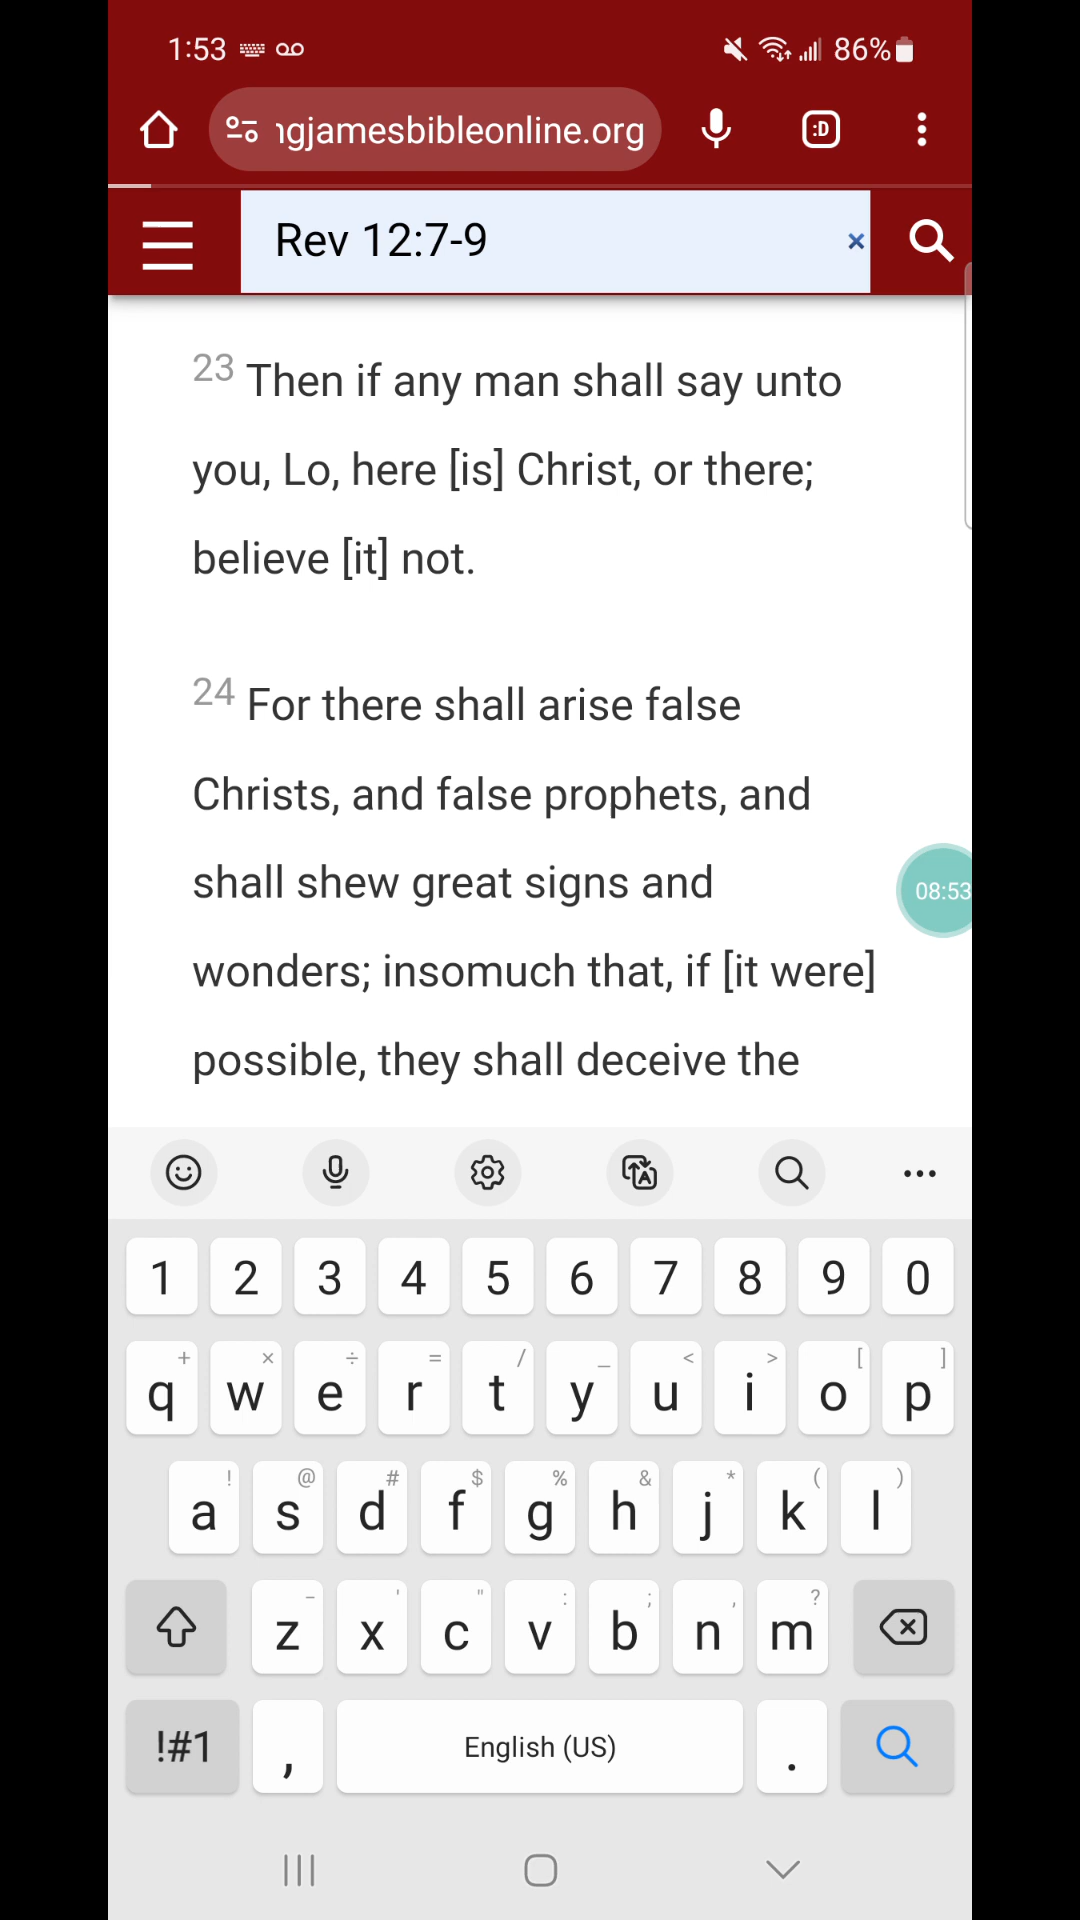 1:53 86%
ngjamesbibleonline.org :D
Rev 12:7-9 ×
23 Then if any man shall say unto
you, Lo, here [is] Christ, or there;
believe [it] not.
24 For there shall arise false
Christs, and false prophets, and
shall shew great signs and
08:53
wonders; insomuch that, if [it were]
possible, they shall deceive the
1 2 3 4 5 6 7 8 9 0
+ × ÷ = / _ < > [ ]
q w e r t y u i o p
! @ # $ % & * ( )
a s d f g h j k l
- ' " : ; , ?
z x c v b n m
!#1 , English (US) .